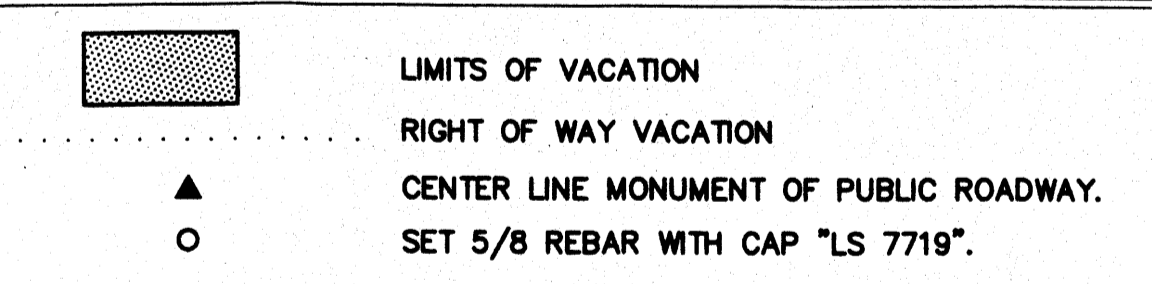 LIMITS OF VACATION
RIGHT OF WAY VACATION
CENTER LINE MONUMENT OF PUBLIC ROADWAY.
SET 5/8 REBAR WITH CAP "LS 7719".